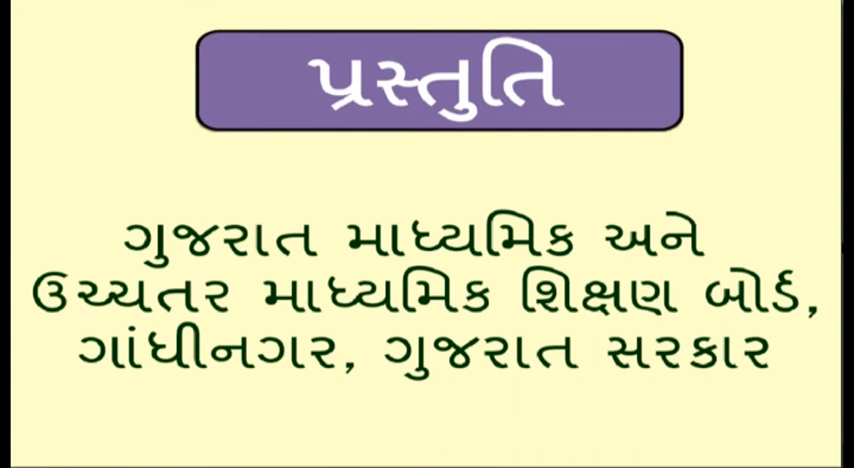 પ્રસ્તુતિ
ગુજરાત માધ્યમિક અને
ઉચ્ચતર માધ્યમિક શિક્ષણ બોર્ડ,
ગાંધીનગર, ગુજરાત સરકાર